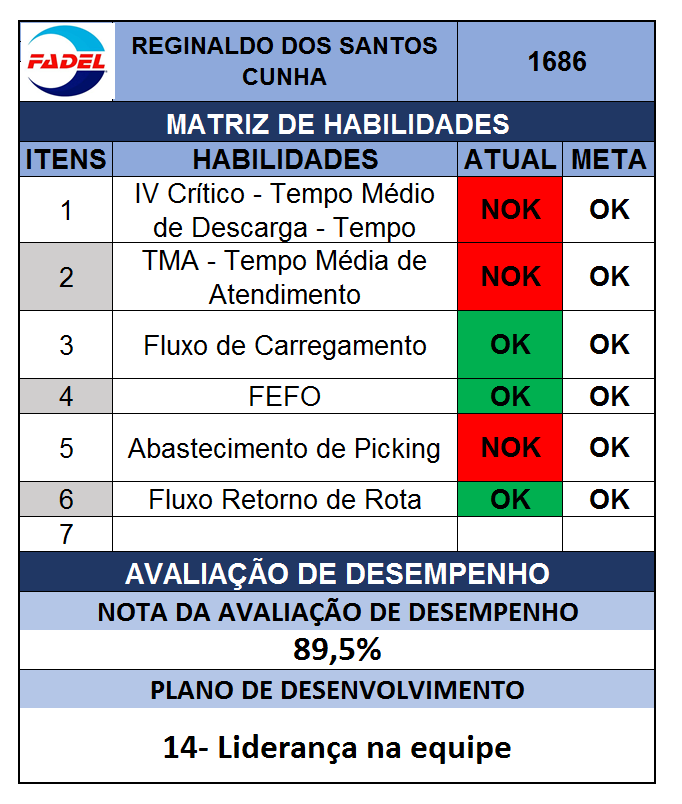 FADEL
REGINALDO DOS SANTOS
CUNHA
1686
MATRIZ DE HABILIDADES
ITENS HABILIDADES ATUAL META
1 IV Crítico - Tempo Médio
de Descarga - Tempo NOK OK
2 TMA - Tempo Média de
Atendimento NOK OK
3 Fluxo de Carregamento OK OK
4 FEFO OK OK
5 Abastecimento de Picking NOK OK
6 Fluxo Retorno de Rota OK OK
7
AVALIAÇÃO DE DESEMPENHO
NOTA DA AVALIAÇÃO DE DESEMPENHO
89,5%
PLANO DE DESENVOLVIMENTO
14- Liderança na equipe